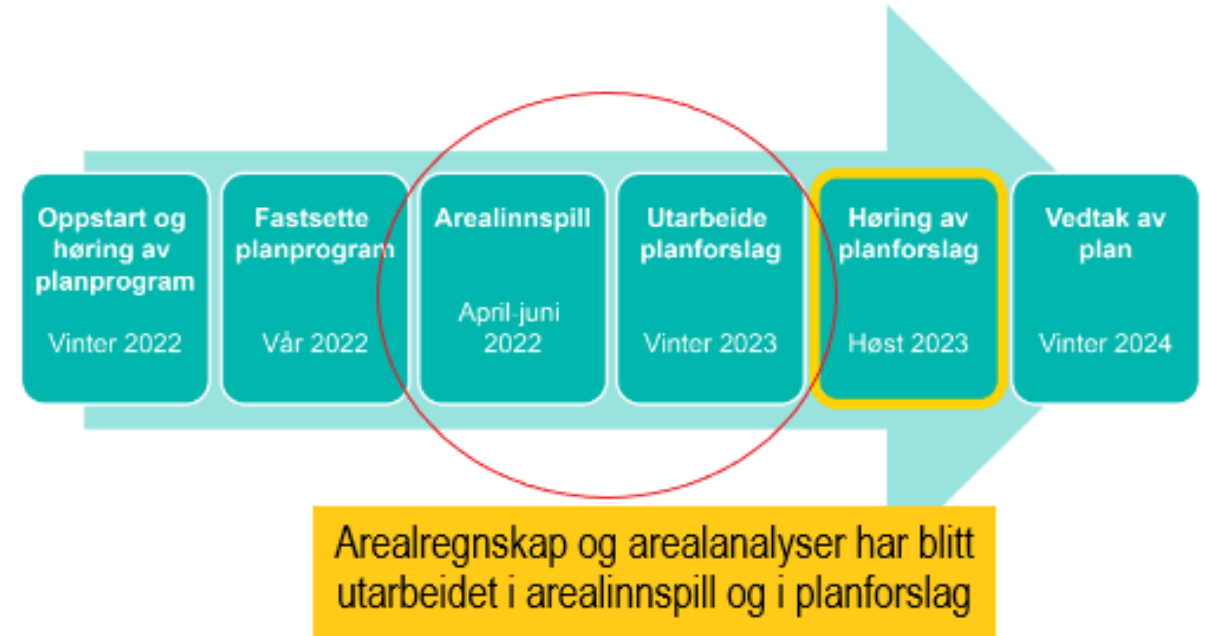 Oppstart og
høring av
planprogram
Vinter 2022
Fastsette
planprogram
Vår 2022
Arealinnspill
April-juni
2022
Utarbeide
planforslag
Vinter 2023
Høring av
planforslag
Høst 2023
Vedtak av
plan
Vinter 2024
Arealregnskap og arealanalyser har blitt
utarbeidet i arealinnspill og i planforslag